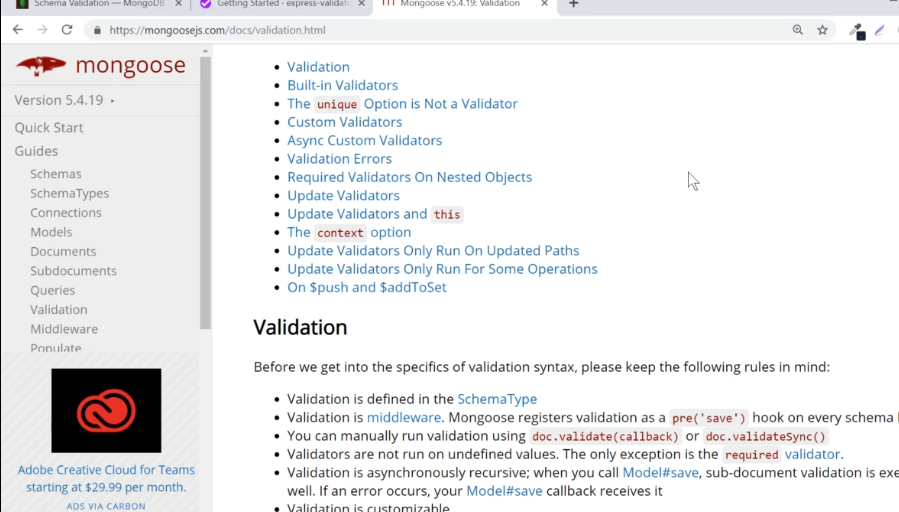 Schema Validation — MongoDB
Getting Started · express-validat
Mongoose v5.4.19: Validation
https://mongoosejs.com/docs/validation.html
mongoose
Version 5.4.19
Quick Start
Guides
Schemas
SchemaTypes
Connections
Models
Documents
Subdocuments
Queries
Validation
Middleware
Populate
Adobe Creative Cloud for Teams
starting at $29.99 per month.
ADS VIA CARBON
Validation
Built-in Validators
The unique Option is Not a Validator
Custom Validators
Async Custom Validators
Validation Errors
Required Validators On Nested Objects
Update Validators
Update Validators and this
The context option
Update Validators Only Run On Updated Paths
Update Validators Only Run For Some Operations
On $push and $addToSet
Validation
Before we get into the specifics of validation syntax, please keep the following rules in mind:
Validation is defined in the SchemaType
Validation is middleware. Mongoose registers validation as a pre('save') hook on every schema
You can manually run validation using doc.validate(callback) or doc.validateSync()
Validators are not run on undefined values. The only exception is the required validator.
Validation is asynchronously recursive; when you call Model#save, sub-document validation is exe
well. If an error occurs, your Model#save callback receives it
Validation is customizable